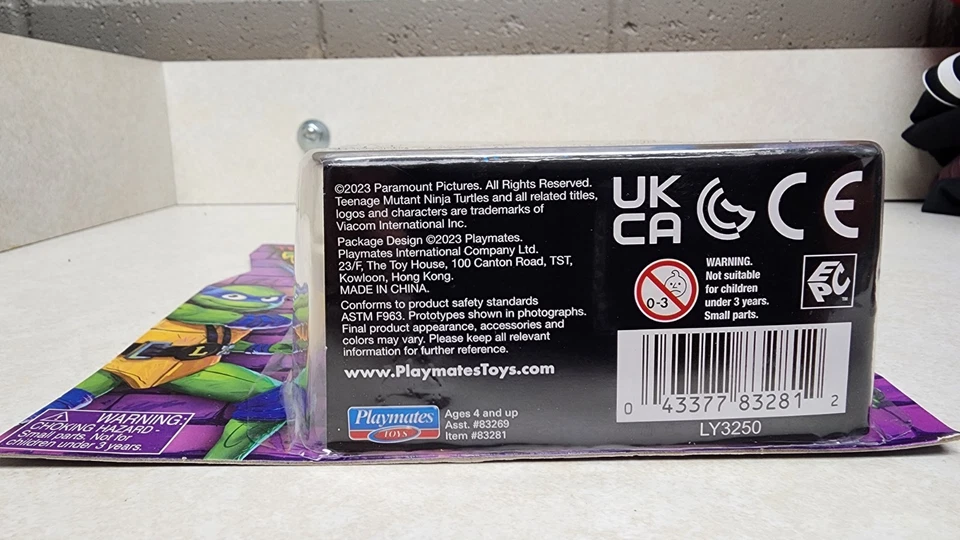 ©2023 Paramount Pictures. All Rights Reserved.
Teenage Mutant Ninja Turtles and all related titles,
logos and characters are trademarks of
Viacom International Inc.
Package Design ©2023 Playmates.
Playmates International Company Ltd.
23/F, The Toy House, 100 Canton Road, TST,
Kowloon, Hong Kong.
MADE IN CHINA.
Conforms to product safety standards
ASTM F963. Prototypes shown in photographs.
Final product appearance, accessories and
colors may vary. Please keep all relevant
information for further reference.
www.PlaymatesToys.com
Playmates
TOYS
Ages 4 and up
Asst. #83269
Item #83281
UK
CA
CE
0-3
WARNING.
Not suitable
for children
under 3 years.
Small parts.
EPC
™
0 43377 83281 2
LY3250
L
WARNING:
CHOKING HAZARD -
Small parts. Not for
children under 3 years.